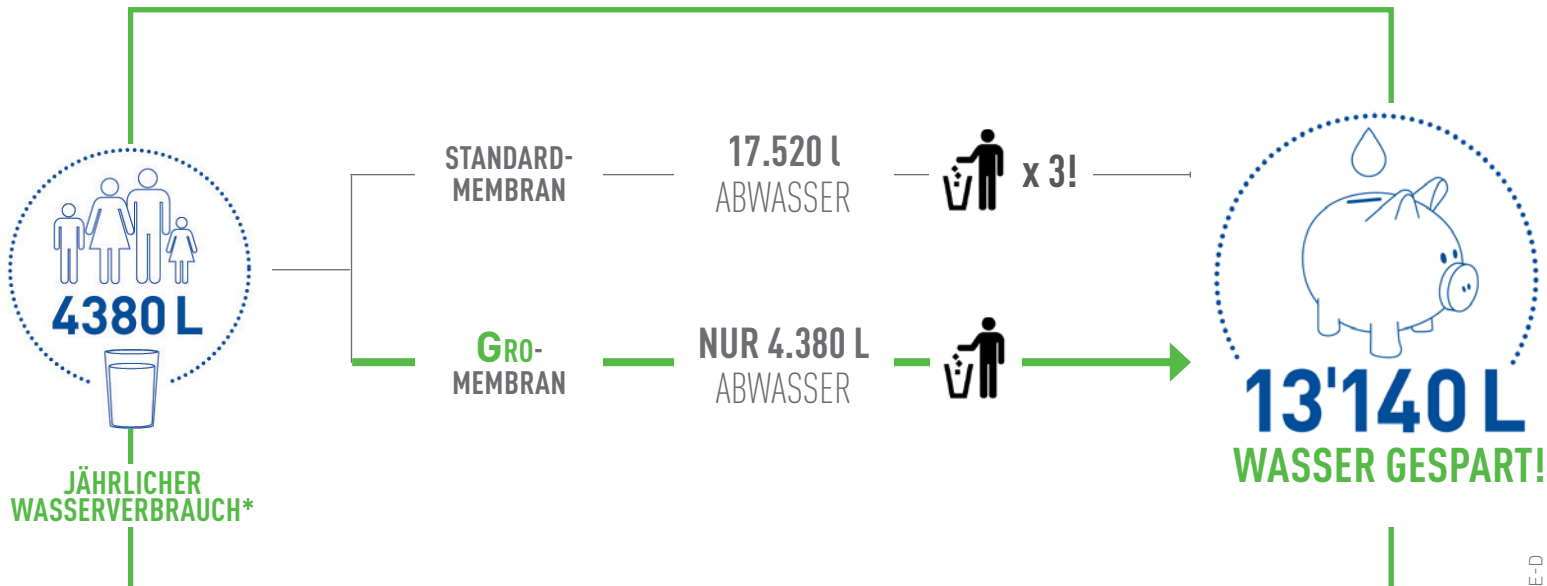 4380 L
JÄHRLICHER
WASSERVERBRAUCH*
STANDARD-
MEMBRAN
17.520 l
ABWASSER
x 3!
GRO-
MEMBRAN
NUR 4.380 L
ABWASSER
13'140 L
WASSER GESPART!
E-D